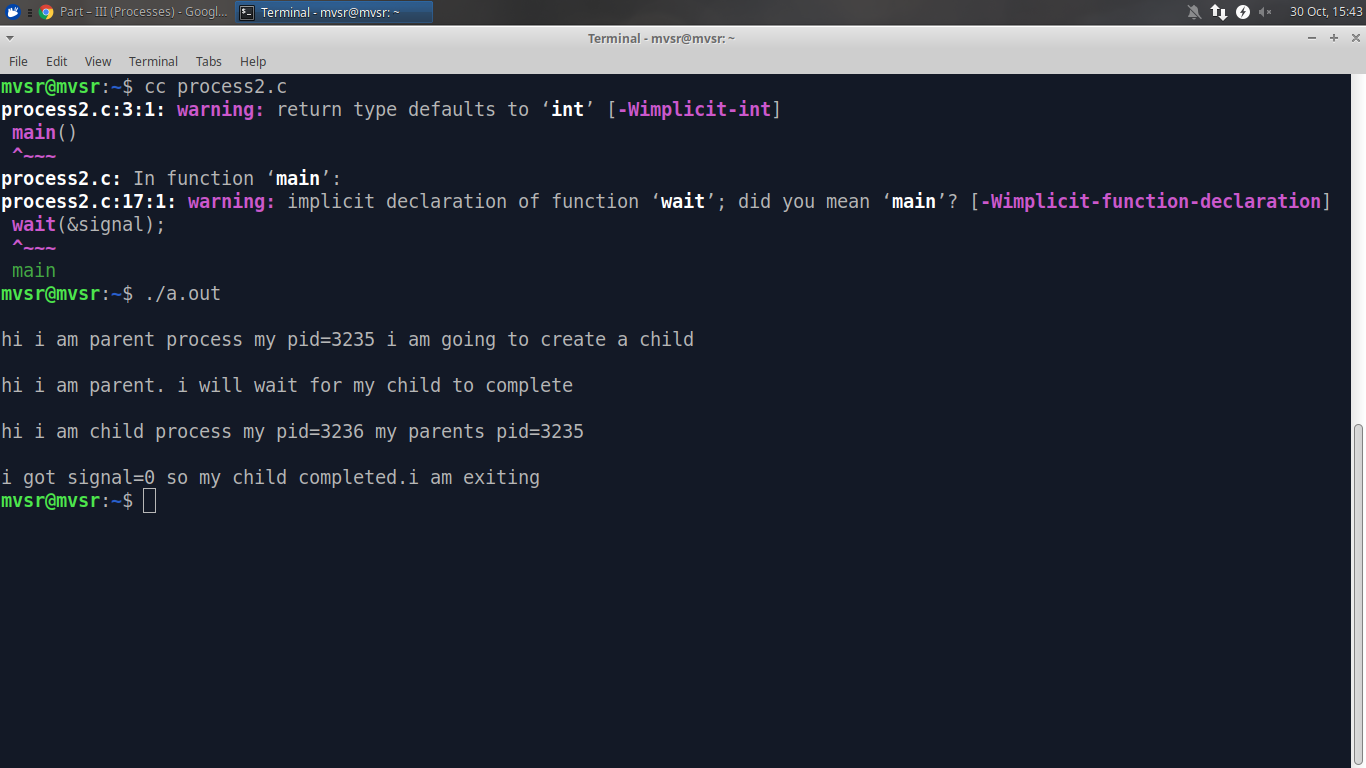 Part – III (Processes) - Googl...
Terminal - mvsr@mvsr: ~
30 Oct, 15:43
Terminal - mvsr@mvsr: ~
File Edit View Terminal Tabs Help
mvsr@mvsr:~$ cc process2.c
process2.c:3:1: warning: return type defaults to ‘int’ [-Wimplicit-int]
 main()
 ^~~~
process2.c: In function ‘main’:
process2.c:17:1: warning: implicit declaration of function ‘wait’; did you mean ‘main’? [-Wimplicit-function-declaration]
 wait(&signal);
 ^~~~
 main
mvsr@mvsr:~$ ./a.out
hi i am parent process my pid=3235 i am going to create a child
hi i am parent. i will wait for my child to complete
hi i am child process my pid=3236 my parents pid=3235
i got signal=0 so my child completed.i am exiting
mvsr@mvsr:~$